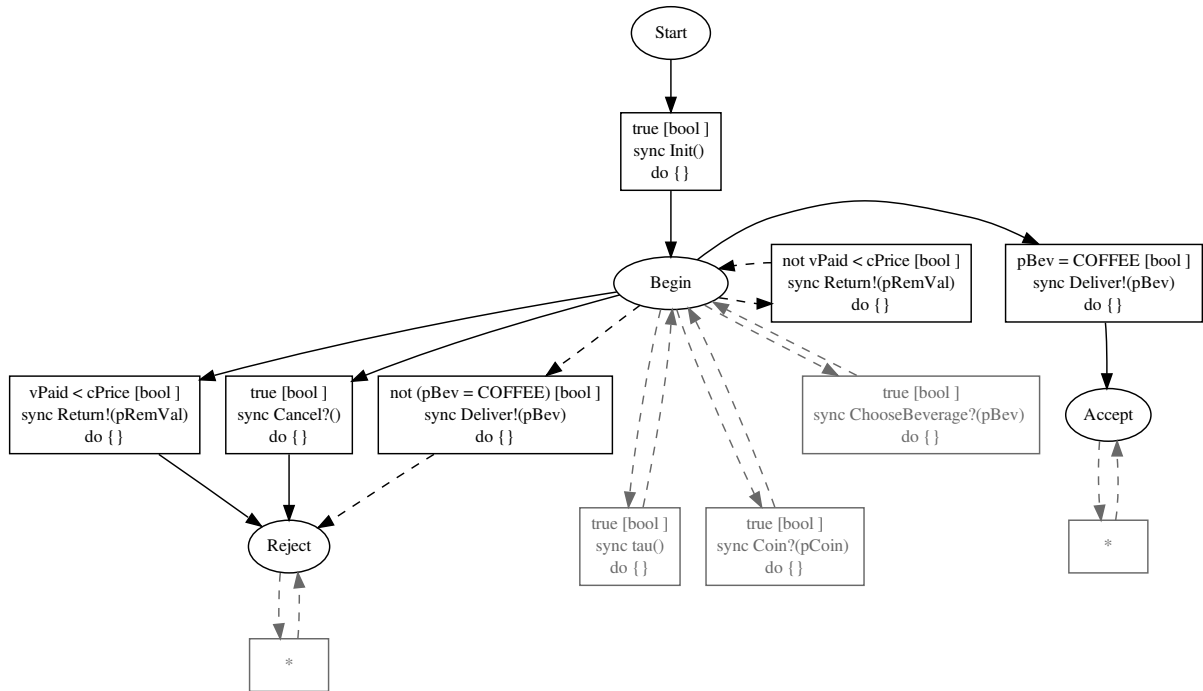 Start
true [bool ]
sync Init()
do {}
Begin
not vPaid < cPrice [bool ]
sync Return!(pRemVal)
do {}
pBev = COFFEE [bool ]
sync Deliver!(pBev)
do {}
vPaid < cPrice [bool ]
sync Return!(pRemVal)
do {}
true [bool ]
sync Cancel?()
do {}
not (pBev = COFFEE) [bool ]
sync Deliver!(pBev)
do {}
true [bool ]
sync ChooseBeverage?(pBev)
do {}
Accept
Reject
true [bool ]
sync tau()
do {}
true [bool ]
sync Coin?(pCoin)
do {}
*
*